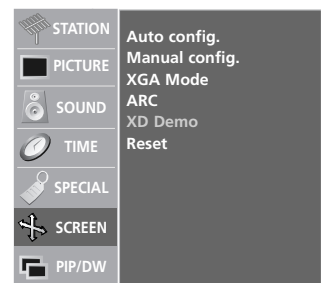 STATION
PICTURE
SOUND
TIME
SPECIAL
SCREEN
PIP/DW
Auto config.
Manual config.
XGA Mode
ARC
XD Demo
Reset